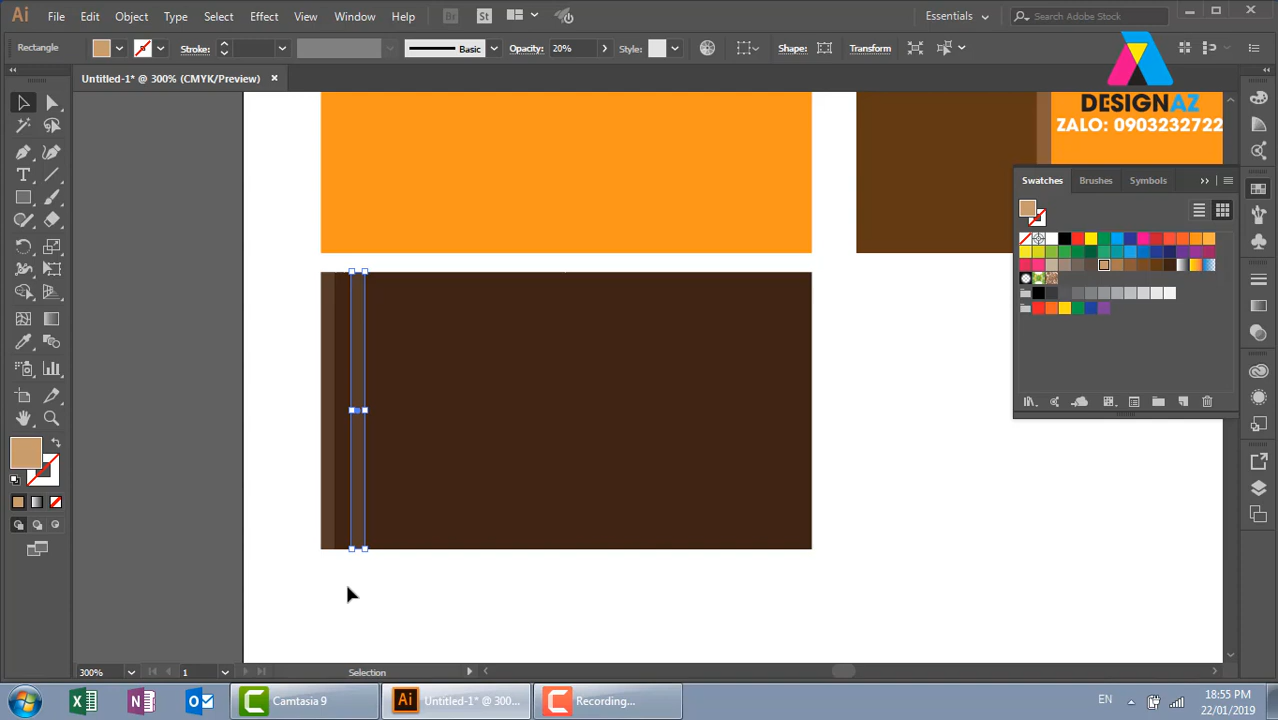 Ai File Edit Object Type Select Effect View Window Help Br St Essentials Search Adobe Stock
Rectangle Stroke: Basic Opacity: 20% Style: Shape: Transform
Untitled-1* @ 300% (CMYK/Preview)
DESIGNAZ
ZALO: 0903232722
Swatches Brushes Symbols
300% 1 Selection
Camtasia 9 Ai Untitled-1* @ 300... Recording... EN 18:55 PM
22/01/2019